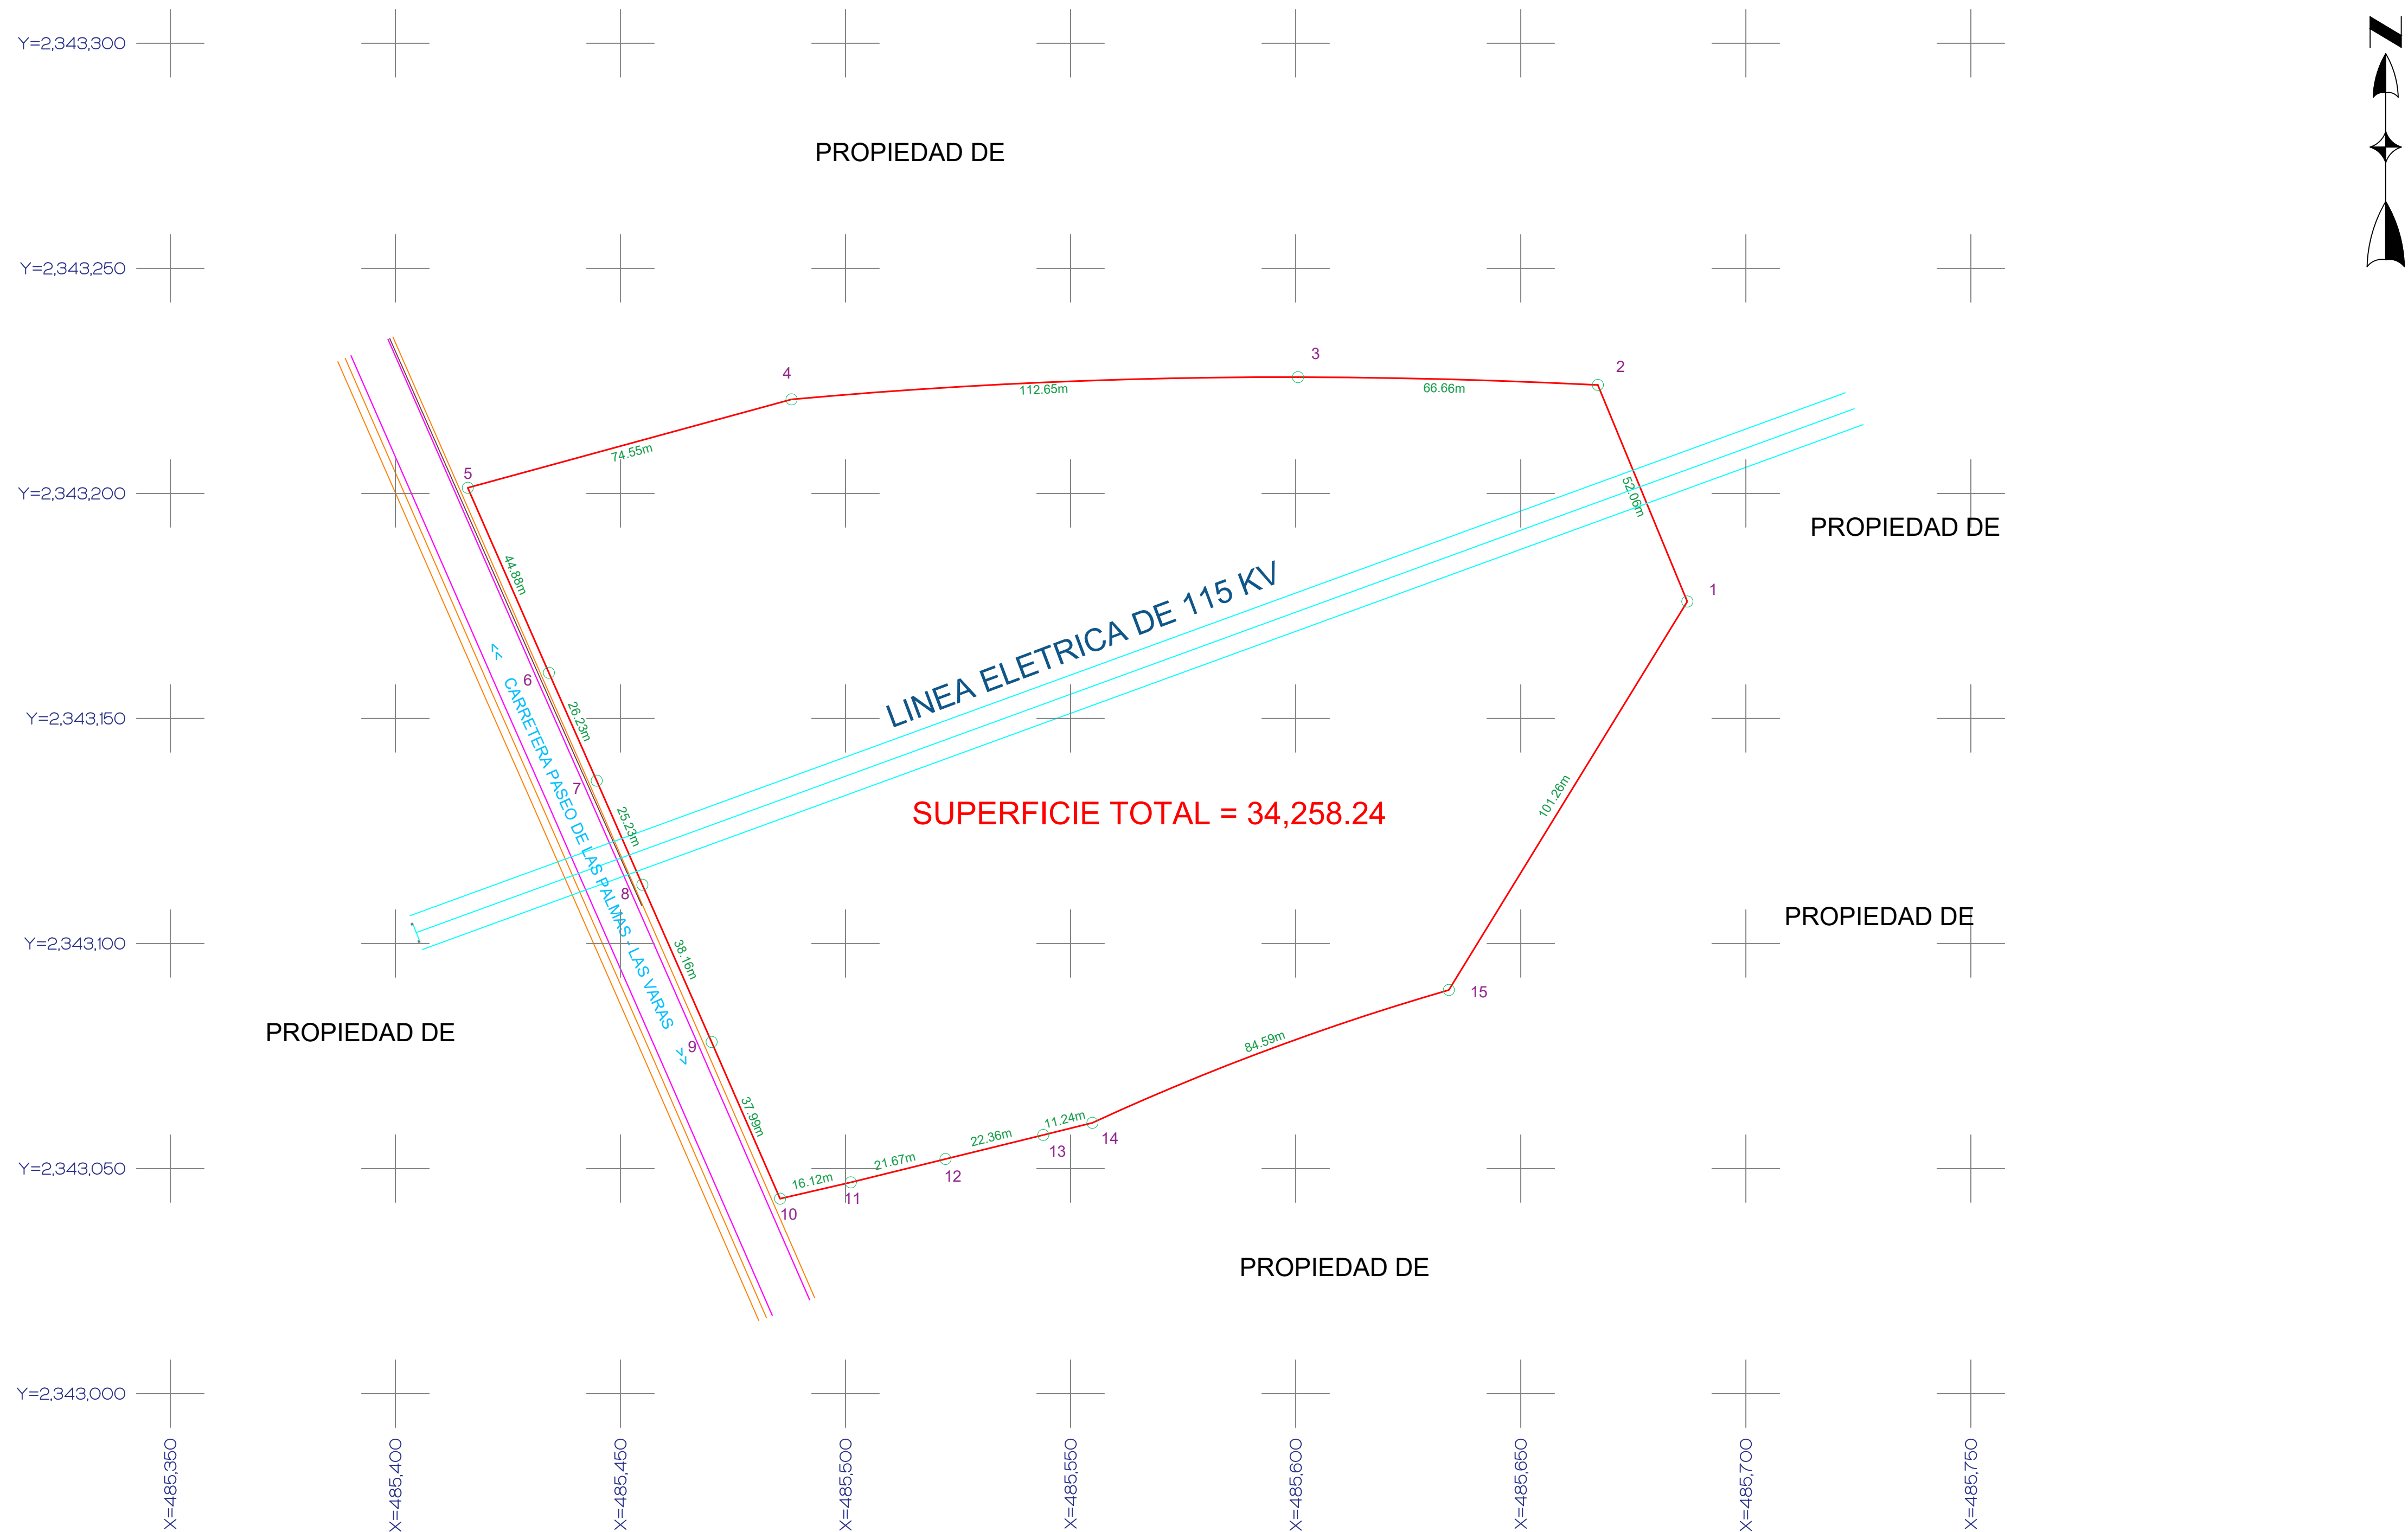 Y=2,343,300
N
PROPIEDAD DE
Y=2,343,250
3
2
4
112.65m
66.66m
74.55m
5
Y=2,343,200
52.06m
PROPIEDAD DE
44.88m
LINEA ELETRICA DE 115 KV
1
<<
6
CARRETERA PASEO DE LAS PALMAS - LAS VARAS
>>
26.23m
Y=2,343,150
7
25.23m
SUPERFICIE TOTAL = 34,258.24
101.26m
8
PROPIEDAD DE
Y=2,343,100
38.16m
15
PROPIEDAD DE
9
84.59m
37.99m
11.24m
22.36m
14
13
21.67m
Y=2,343,050
12
16.12m
11
10
PROPIEDAD DE
Y=2,343,000
X=485,350
X=485,400
X=485,450
X=485,500
X=485,550
X=485,600
X=485,650
X=485,700
X=485,750